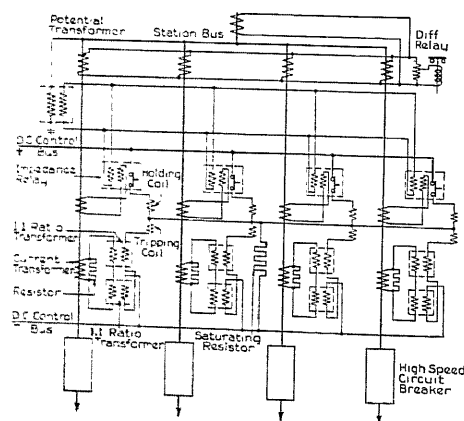 Potential
Transformer
Station Bus
Diff
Relay
D.C Control
+ Bus
Impedance
Relay
Holding
Coil
1:1 Ratio
Transformer
Tripping
Coil
Current
Transformer
Resistor
D.C Control
- Bus
1:1 Ratio
Transformer
Saturating
Resistor
High Speed
Circuit
Breaker